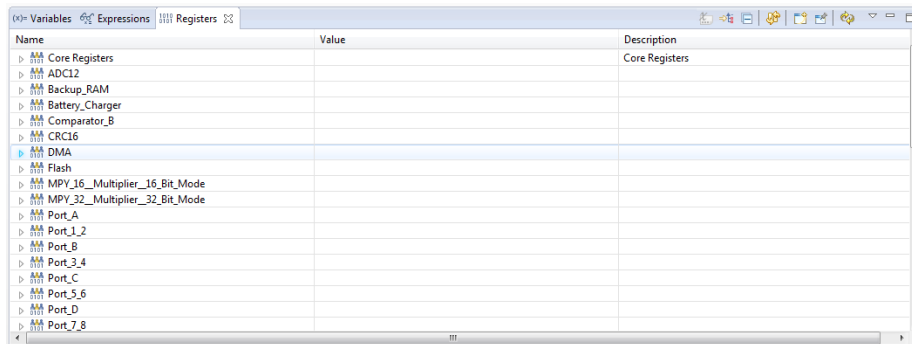 (x)= Variables Expressions Registers
Name Value Description
Core Registers Core Registers
ADC12
Backup_RAM
Battery_Charger
Comparator_B
CRC16
DMA
Flash
MPY_16__Multiplier__16_Bit_Mode
MPY_32__Multiplier__32_Bit_Mode
Port_A
Port_1_2
Port_B
Port_3_4
Port_C
Port_5_6
Port_D
Port_7_8